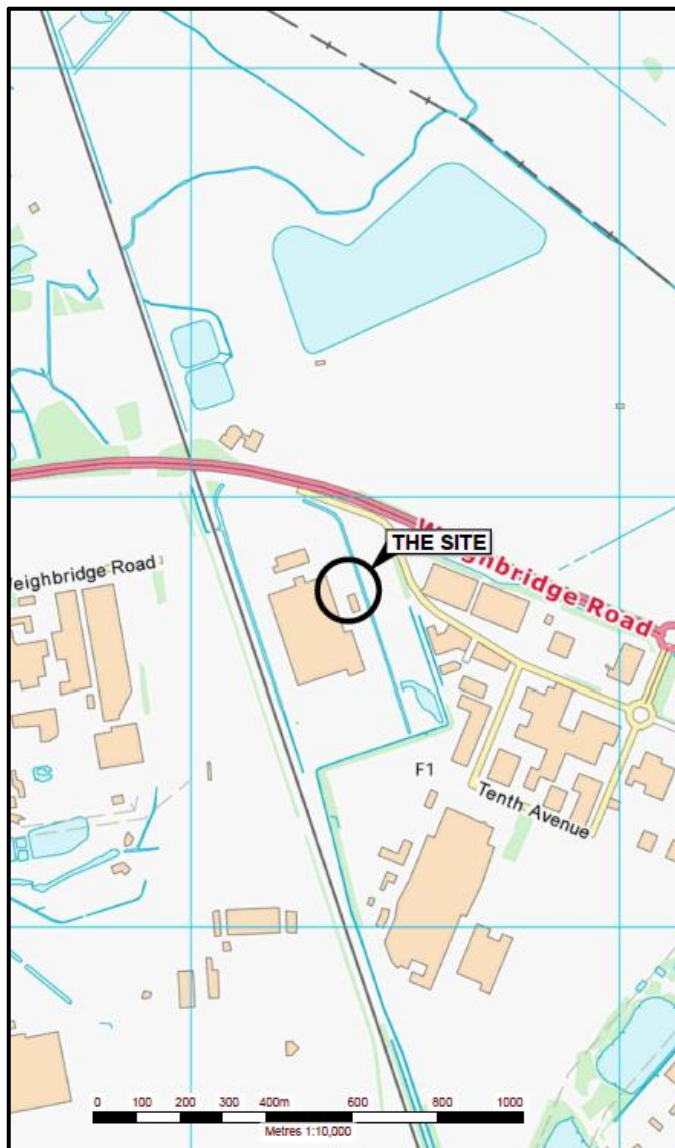 THE SITE
Weighbridge Road
eighbridge Road
F1
Tenth Avenue
0 100 200 300 400m 600 800 1000
Metres 1:10,000